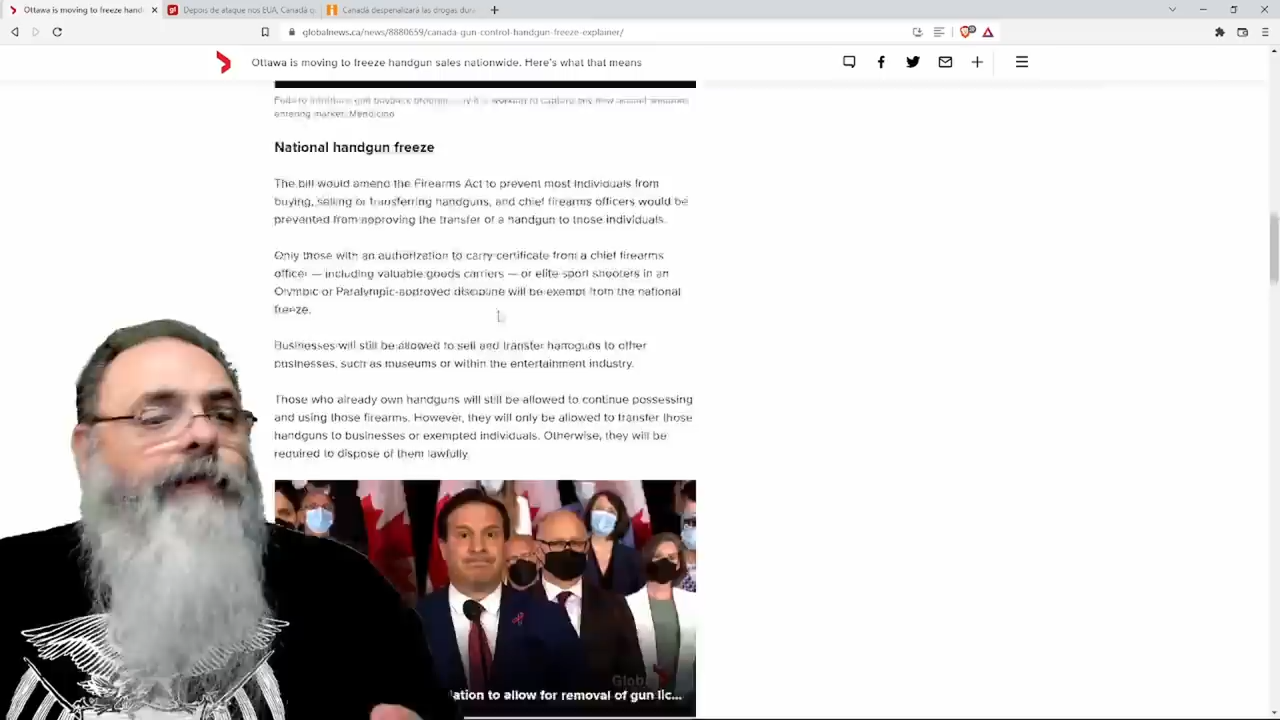 Ottawa is moving to freeze hand
Depois de ataque nos EUA, Canadá q
Canadá despenalizará las drogas dura
globalnews.ca/news/8880659/canada-gun-control-handgun-freeze-explainer/
Ottawa is moving to freeze handgun sales nationwide. Here's what that means
entering market: Mendicino
National handgun freeze
The bill would amend the Firearms Act to prevent most individuals from
buying, selling or transferring handguns, and chief firearms officers would be
prevented from approving the transfer of a handgun to those individuals.
Only those with an authorization to carry certificate from a chief firearms
officer — including valuable goods carriers — or elite sport shooters in an
Olympic or Paralympic-approved discipline will be exempt from the national
freeze.
Businesses will still be allowed to sell and transfer handguns to other
businesses, such as museums or within the entertainment industry.
Those who already own handguns will still be allowed to continue possessing
and using those firearms. However, they will only be allowed to transfer those
handguns to businesses or exempted individuals. Otherwise, they will be
required to dispose of them lawfully.
Glob
lation to allow for removal of gun lic...